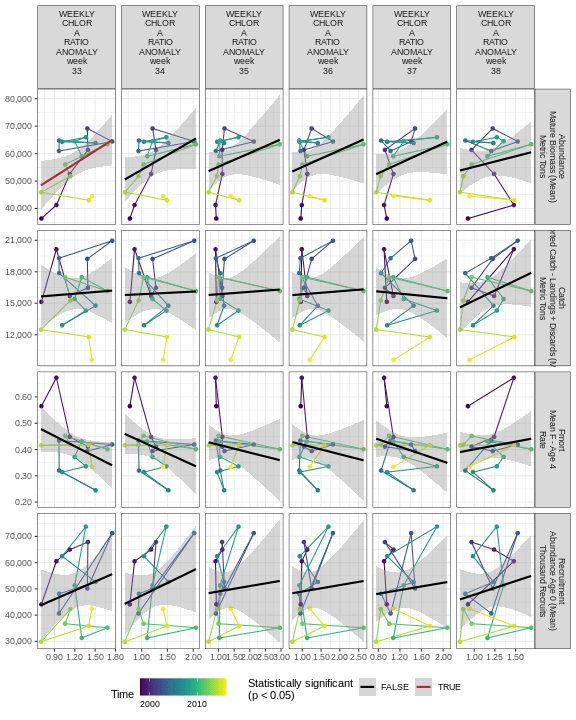 WEEKLY CHLOR A RATIO ANOMALY week 33
WEEKLY CHLOR A RATIO ANOMALY week 34
WEEKLY CHLOR A RATIO ANOMALY week 35
WEEKLY CHLOR A RATIO ANOMALY week 36
WEEKLY CHLOR A RATIO ANOMALY week 37
WEEKLY CHLOR A RATIO ANOMALY week 38
80,000
70,000
60,000
50,000
40,000
Abundance
Mature Biomass (Mean)
Metric Tons
21,000
18,000
15,000
12,000
Catch
rted Catch - Landings + Discards (M
Metric Tons
0.60
0.50
0.40
0.30
0.20
Fmort
Mean F - Age 4
Rate
70,000
60,000
50,000
40,000
30,000
Recruitment
Abundance Age 0 (Mean)
Thousand Recruits
0.90 1.20 1.50 1.80
1.00 1.50 2.00
1.00 1.50 2.00 2.50 3.00
1.00 1.50 2.00 2.50
0.80 1.20 1.60 2.00
1.00 1.25 1.50
Time
2000 2010
Statistically significant
(p < 0.05)
FALSE
TRUE